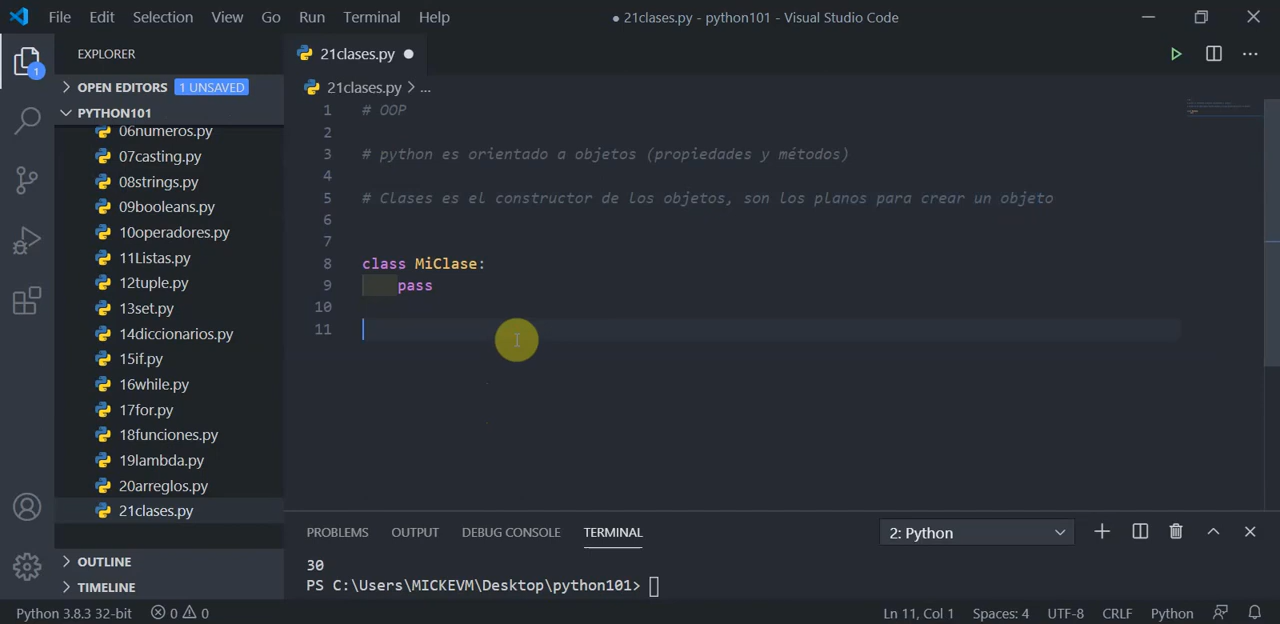 File Edit Selection View Go Run Terminal Help
● 21clases.py - python101 - Visual Studio Code
EXPLORER
1
OPEN EDITORS 1 UNSAVED
PYTHON101
06numeros.py
07casting.py
08strings.py
09booleans.py
10operadores.py
11Listas.py
12tuple.py
13set.py
14diccionarios.py
15if.py
16while.py
17for.py
18funciones.py
19lambda.py
20arreglos.py
21clases.py
OUTLINE
TIMELINE
21clases.py ●
21clases.py > ...
1 # OOP
2
3 # python es orientado a objetos (propiedades y métodos)
4
5 # Clases es el constructor de los objetos, son los planos para crear un objeto
6
7
8 class MiClase:
9 pass
10
11
PROBLEMS OUTPUT DEBUG CONSOLE TERMINAL 2: Python
30
PS C:\Users\MICKEVM\Desktop\python101>
Python 3.8.3 32-bit 0 0 Ln 11, Col 1 Spaces: 4 UTF-8 CRLF Python